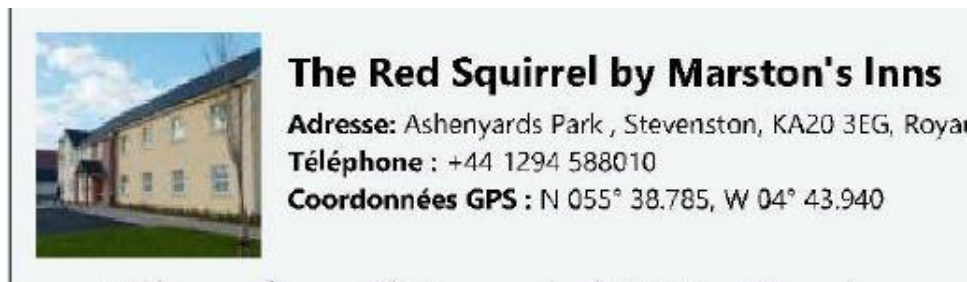 The Red Squirrel by Marston's Inns
Adresse: Ashenyards Park , Stevenston, KA20 3EG,
Téléphone : +44 1294 588010
Coordonnées GPS : N 055° 38.785, W 04° 43.940